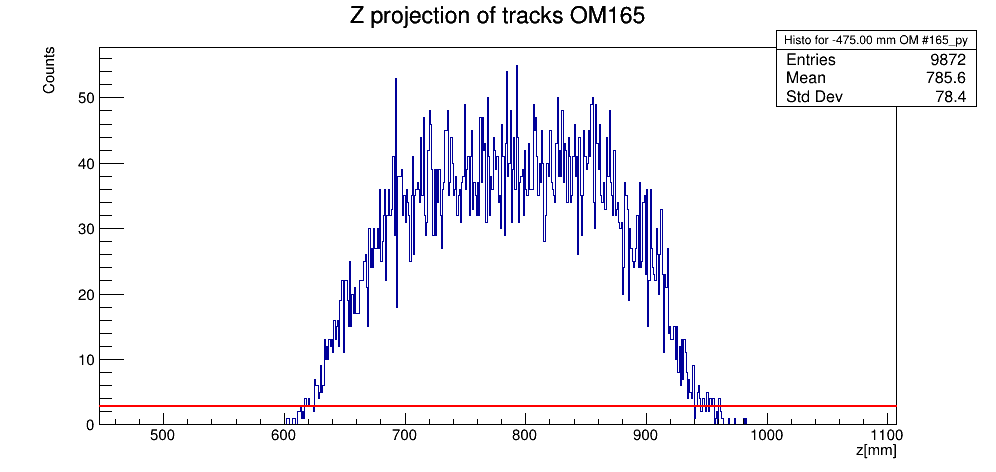 Z projection of tracks OM165
Histo for -475.00 mm OM #165_py
Entries 9872
Mean 785.6
Std Dev 78.4
Counts
50
40
30
20
10
0
500 600 700 800 900 1000 1100
z[mm]